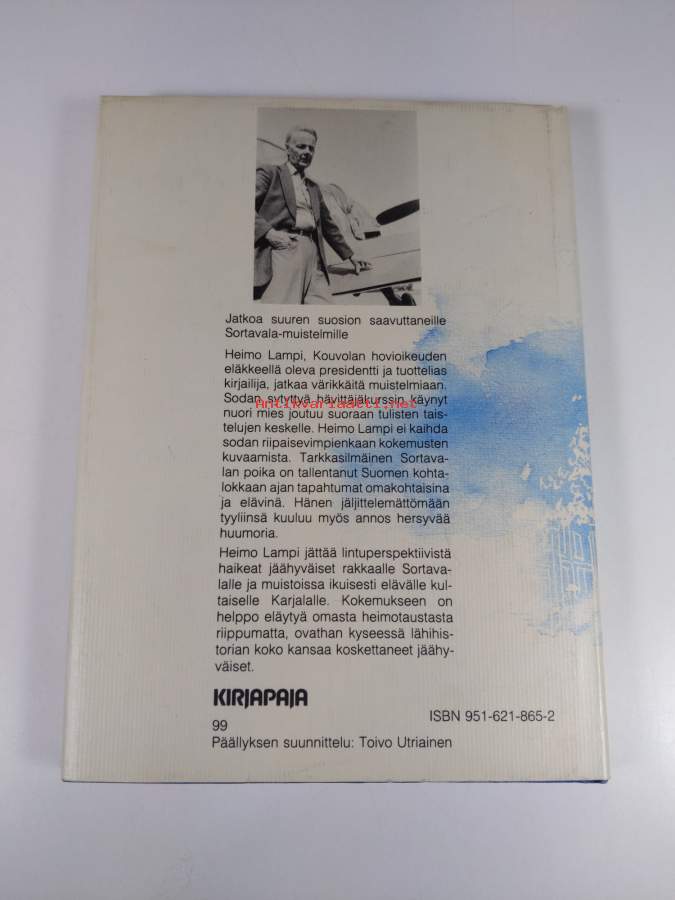 Jatkoa suuren suosion saavuttaneille
Sortavala-muistelmille
Heimo Lampi, Kouvolan hovioikeuden
eläkkeellä oleva presidentti ja tuottelias
kirjailija, jatkaa värikkäitä muistelmiaan.
Sodan sytyttyä hävittäjäkurssin käynyt
Antikvariaatti.net
nuori mies joutuu suoraan tulisten tais-
telujen keskelle. Heimo Lampi ei kaihda
sodan riipaisevimpienkaan kokemusten
kuvaamista. Tarkkasilmäinen Sortava-
lan poika on tallentanut Suomen kohta-
lokkaan ajan tapahtumat omakohtaisina
ja elävinä. Hänen jäljittelemättömään
tyyliinsä kuuluu myös annos hersyvää
huumoria.
Heimo Lampi jättää lintuperspektiivistä
haikeat jäähyväiset rakkaalle Sortava-
lalle ja muistoissa ikuisesti elävälle kul-
taiselle Karjalalle. Kokemukseen on
helppo eläytyä omasta heimotaustasta
riippumatta, ovathan kyseessä lähihis-
torian koko kansaa koskettaneet jäähy-
väiset.
KIRJAPAJA
ISBN 951-621-865-2
99
Päällyksen suunnittelu: Toivo Utriainen